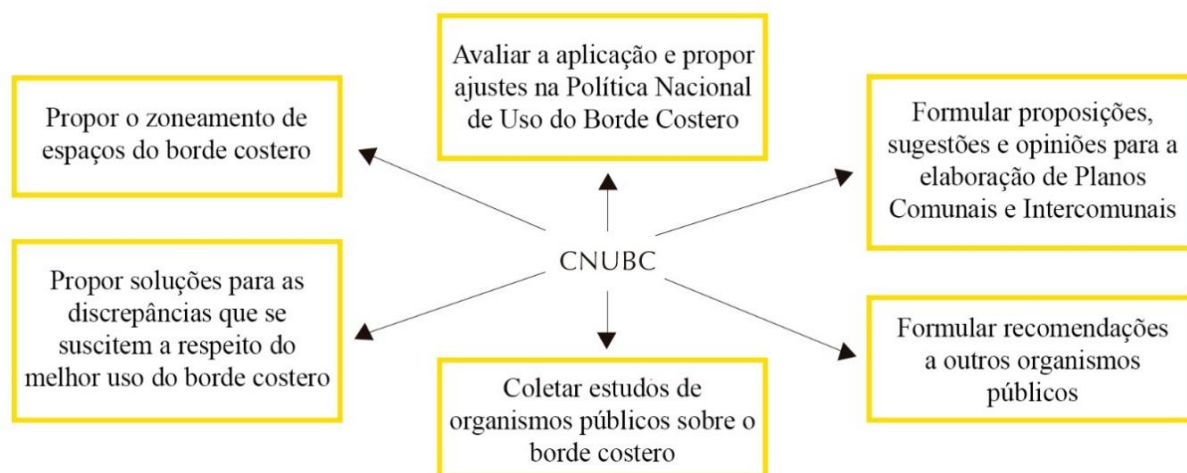 Avaliar a aplicação e propor
ajustes na Política Nacional
de Uso do Borde Costero
Propor o zoneamento de
espaços do borde costero
Formular proposições,
sugestões e opiniões para a
elaboração de Planos
Comunais e Intercomunais
CNUBC
Propor soluções para as
discrepâncias que se
suscitem a respeito do
melhor uso do borde costero
Coletar estudos de
organismos públicos sobre o
borde costero
Formular recomendações
a outros organismos
públicos